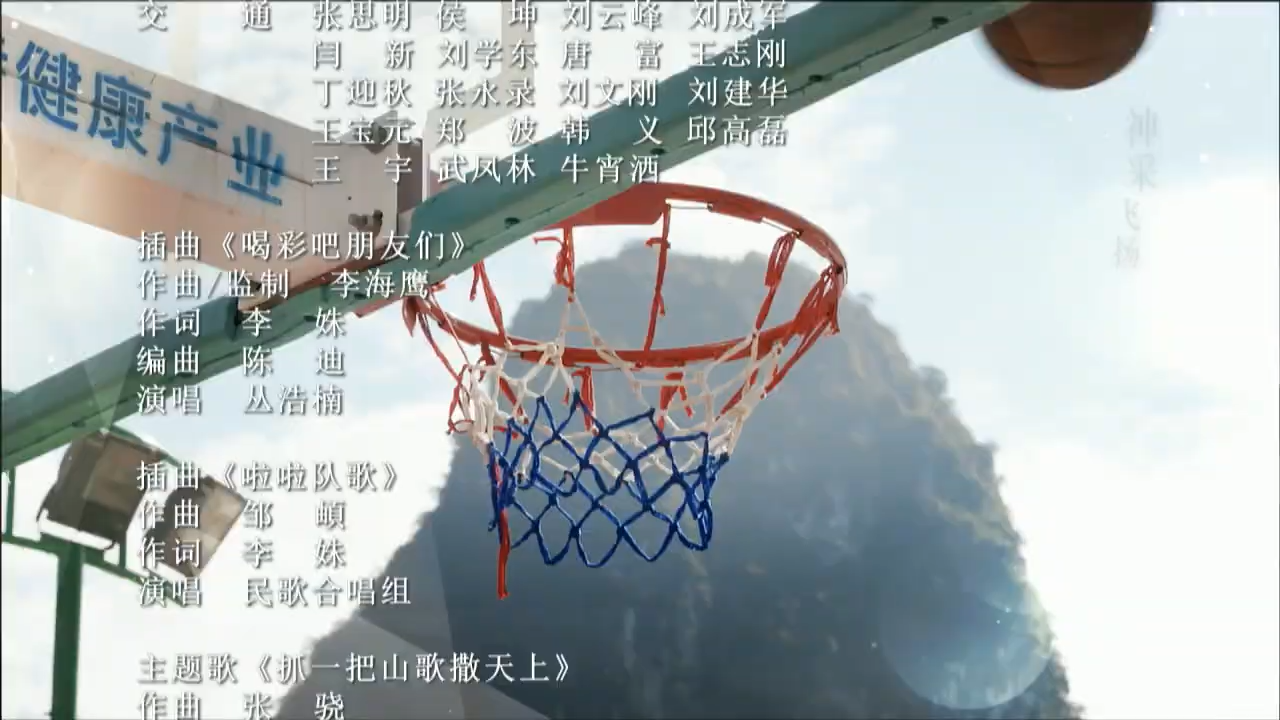 健康产业
交 通 张思明 侯 坤 刘云峰 刘成军
闫 新 刘学东 唐 富 王志刚
丁迎秋 张水录 刘文刚 刘建华
王宝元 郑 波 韩 义 邱高磊
王 宇 武凤林 牛宵洒
插曲《喝彩吧朋友们》
作曲/监制 李海鹰
作词 李 姝
编曲 陈 迪
演唱 丛浩楠
插曲《啦啦队歌》
作曲 邹 頔
作词 李 姝
演唱 民歌合唱组
主题歌《抓一把山歌撒天上》
作曲 张 骁